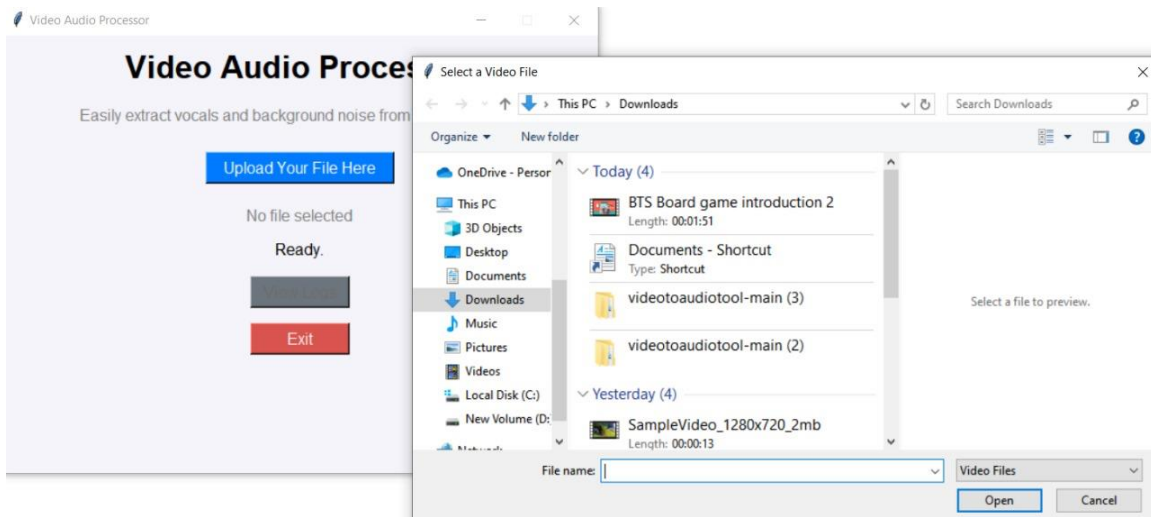 Video Audio Processor
Video Audio Proces
Easily extract vocals and background noise from
Upload Your File Here
No file selected
Ready.
View Logs
Exit
Select a Video File
This PC › Downloads
Search Downloads
Organize
New folder
OneDrive - Person
This PC
3D Objects
Desktop
Documents
Downloads
Music
Pictures
Videos
Local Disk (C:)
New Volume (D:
Network
Today (4)
BTS Board game introduction 2
Length: 00:01:51
Documents - Shortcut
Type: Shortcut
videotoaudiotool-main (3)
videotoaudiotool-main (2)
Yesterday (4)
SampleVideo_1280x720_2mb
Length: 00:00:13
Select a file to preview.
File name:
Video Files
Open
Cancel